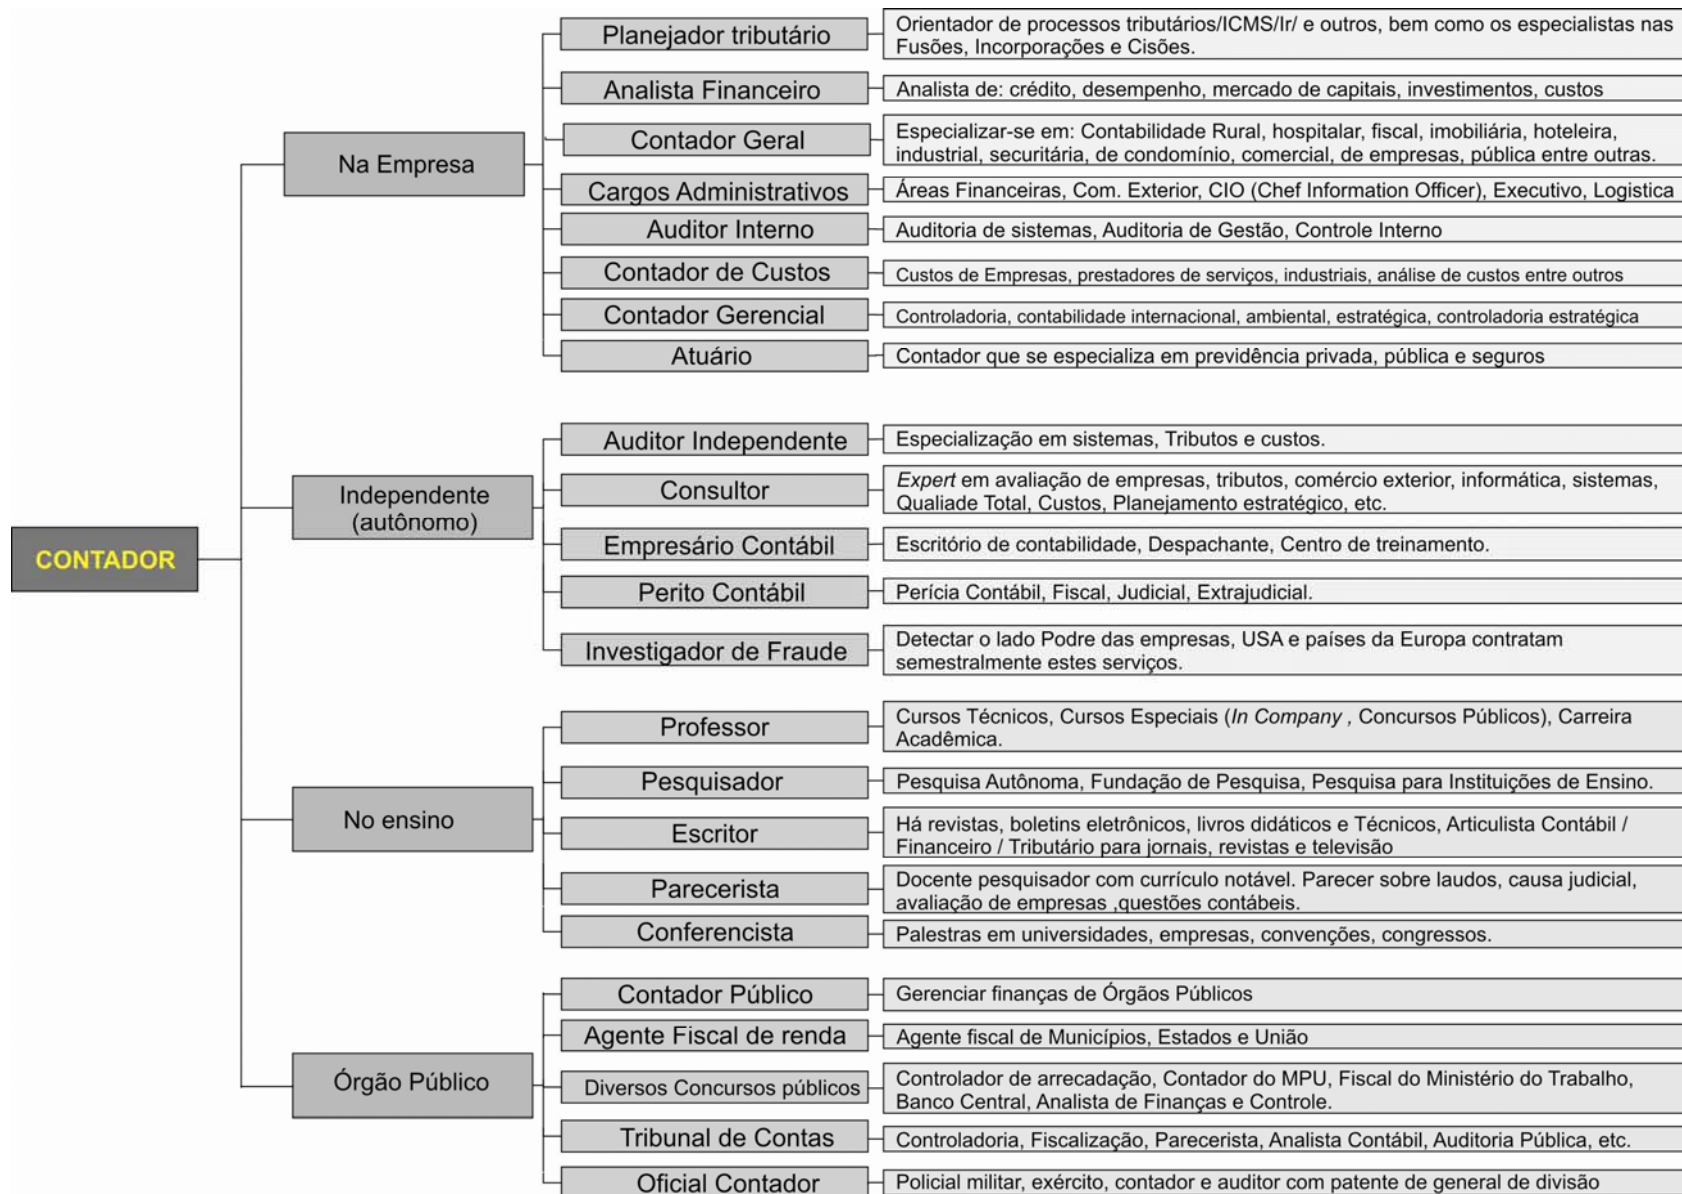 CONTADOR
Na Empresa
Planejador tributário
Orientador de processos tributários/ICMS/Ir/ e outros, bem como os especialistas nas
Fusões, Incorporações e Cisões.
Analista Financeiro
Analista de: crédito, desempenho, mercado de capitais, investimentos, custos
Contador Geral
Especializar-se em: Contabilidade Rural, hospitalar, fiscal, imobiliária, hoteleira,
industrial, securitária, de condomínio, comercial, de empresas, pública entre outras.
Cargos Administrativos
Áreas Financeiras, Com. Exterior, CIO (Chef Information Officer), Executivo, Logistica
Auditor Interno
Auditoria de sistemas, Auditoria de Gestão, Controle Interno
Contador de Custos
Custos de Empresas, prestadores de serviços, industriais, análise de custos entre outros
Contador Gerencial
Controladoria, contabilidade internacional, ambiental, estratégica, controladoria estratégica
Atuário
Contador que se especializa em previdência privada, pública e seguros
Independente
(autônomo)
Auditor Independente
Especialização em sistemas, Tributos e custos.
Consultor
Expert em avaliação de empresas, tributos, comércio exterior, informática, sistemas,
Qualiade Total, Custos, Planejamento estratégico, etc.
Empresário Contábil
Escritório de contabilidade, Despachante, Centro de treinamento.
Perito Contábil
Perícia Contábil, Fiscal, Judicial, Extrajudicial.
Investigador de Fraude
Detectar o lado Podre das empresas, USA e países da Europa contratam
semestralmente estes serviços.
No ensino
Professor
Cursos Técnicos, Cursos Especiais (In Company , Concursos Públicos), Carreira
Acadêmica.
Pesquisador
Pesquisa Autônoma, Fundação de Pesquisa, Pesquisa para Instituições de Ensino.
Escritor
Há revistas, boletins eletrônicos, livros didáticos e Técnicos, Articulista Contábil /
Financeiro / Tributário para jornais, revistas e televisão
Parecerista
Docente pesquisador com currículo notável. Parecer sobre laudos, causa judicial,
avaliação de empresas ,questões contábeis.
Conferencista
Palestras em universidades, empresas, convenções, congressos.
Órgão Público
Contador Público
Gerenciar finanças de Órgãos Públicos
Agente Fiscal de renda
Agente fiscal de Municípios, Estados e União
Diversos Concursos públicos
Controlador de arrecadação, Contador do MPU, Fiscal do Ministério do Trabalho,
Banco Central, Analista de Finanças e Controle.
Tribunal de Contas
Controladoria, Fiscalização, Parecerista, Analista Contábil, Auditoria Pública, etc.
Oficial Contador
Policial militar, exército, contador e auditor com patente de general de divisão